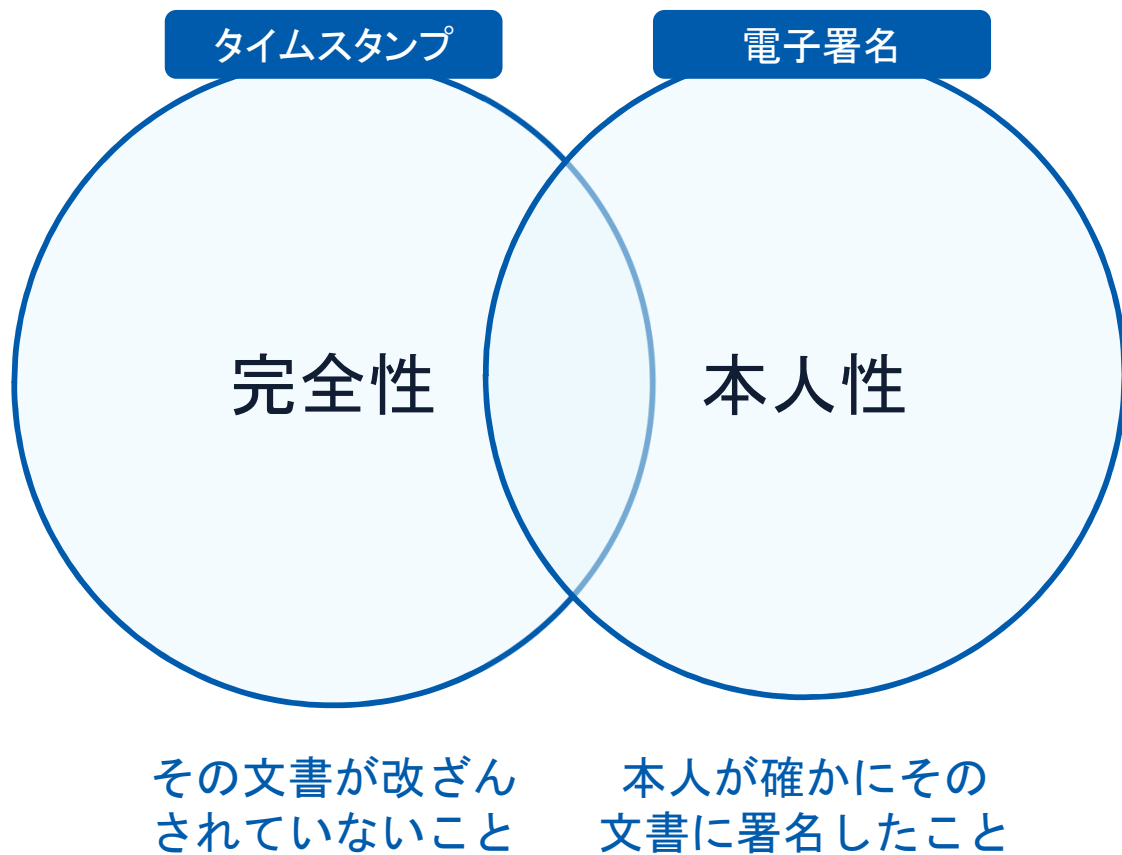 タイムスタンプ
電子署名
完全性
本人性
その文書が改ざん
されていないこと
本人が確かにその
文書に署名したこと